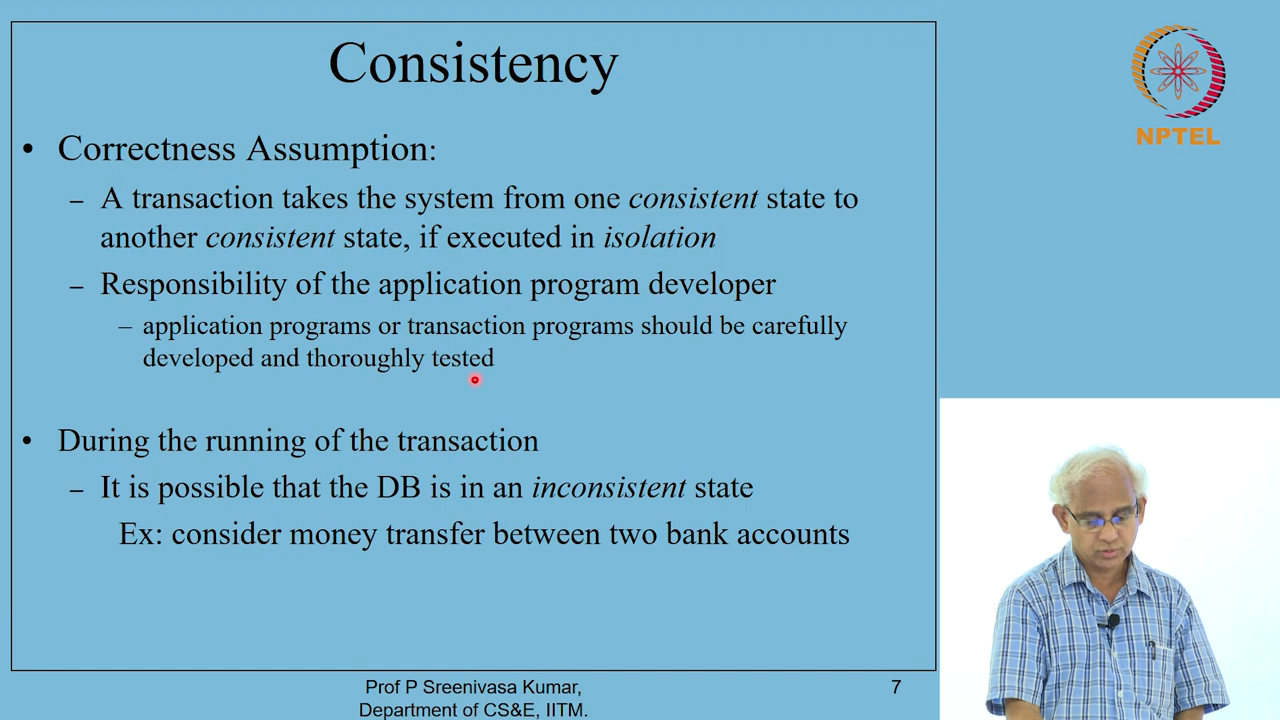 Consistency
• Correctness Assumption:
– A transaction takes the system from one consistent state to
another consistent state, if executed in isolation
– Responsibility of the application program developer
– application programs or transaction programs should be carefully
developed and thoroughly tested
• During the running of the transaction
– It is possible that the DB is in an inconsistent state
Ex: consider money transfer between two bank accounts
Prof P Sreenivasa Kumar,
Department of CS&E, IITM.
7
NPTEL